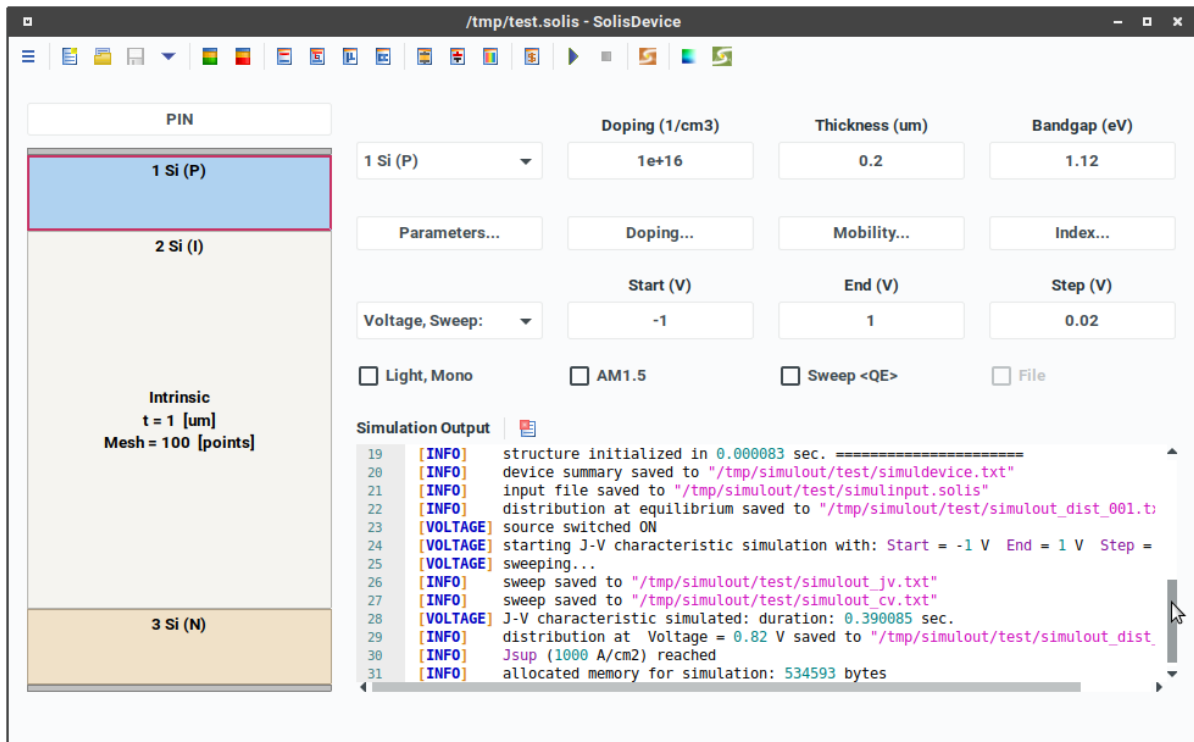 /tmp/test.solis - SolisDevice
PIN
1 Si (P)
2 Si (I)
Intrinsic
t = 1 [um]
Mesh = 100 [points]
3 Si (N)
Doping (1/cm3) Thickness (um) Bandgap (eV)
1 Si (P) 1e+16 0.2 1.12
Parameters... Doping... Mobility... Index...
Start (V) End (V) Step (V)
Voltage, Sweep: -1 1 0.02
Light, Mono AM1.5 Sweep <QE> File
Simulation Output
19 [INFO] structure initialized in 0.000083 sec. ======================
20 [INFO] device summary saved to "/tmp/simulout/test/simuldevice.txt"
21 [INFO] input file saved to "/tmp/simulout/test/simulinput.solis"
22 [INFO] distribution at equilibrium saved to "/tmp/simulout/test/simulout_dist_001.t
23 [VOLTAGE] source switched ON
24 [VOLTAGE] starting J-V characteristic simulation with: Start = -1 V End = 1 V Step =
25 [VOLTAGE] sweeping...
26 [INFO] sweep saved to "/tmp/simulout/test/simulout_jv.txt"
27 [INFO] sweep saved to "/tmp/simulout/test/simulout_cv.txt"
28 [VOLTAGE] J-V characteristic simulated: duration: 0.390085 sec.
29 [INFO] distribution at Voltage = 0.82 V saved to "/tmp/simulout/test/simulout_dist_
30 [INFO] Jsup (1000 A/cm2) reached
31 [INFO] allocated memory for simulation: 534593 bytes